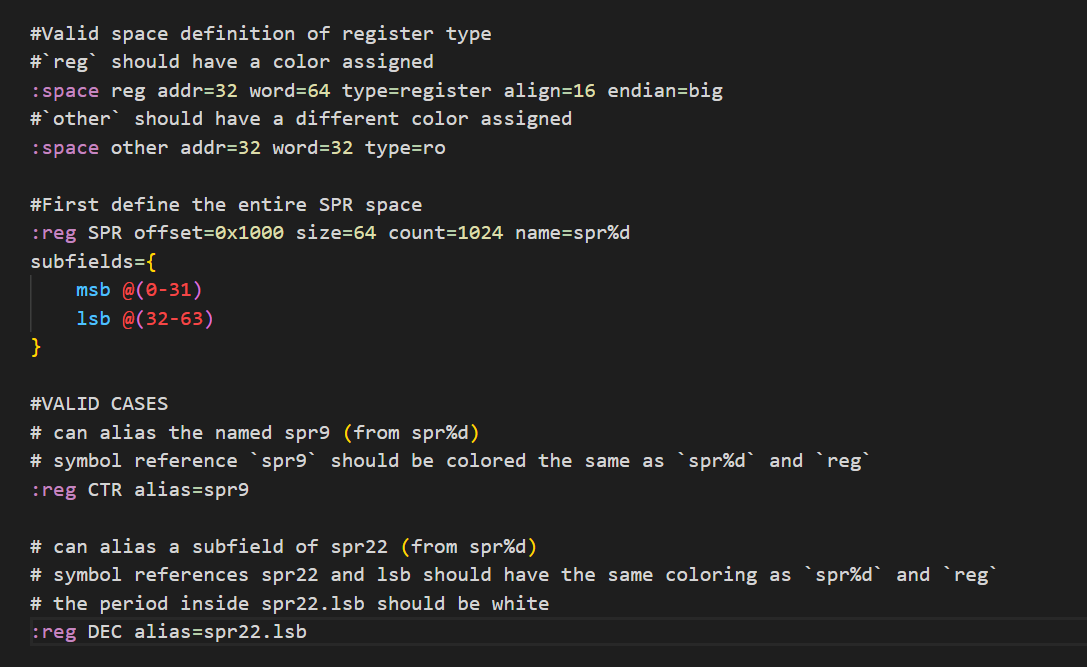 #Valid space definition of register type
#`reg` should have a color assigned
:space reg addr=32 word=64 type=register align=16 endian=big
#`other` should have a different color assigned
:space other addr=32 word=32 type=ro

#First define the entire SPR space
:reg SPR offset=0x1000 size=64 count=1024 name=spr%d
subfields={
    msb @(0-31)
    lsb @(32-63)
}

#VALID CASES
# can alias the named spr9 (from spr%d)
# symbol reference `spr9` should be colored the same as `spr%d` and `reg`
:reg CTR alias=spr9

# can alias a subfield of spr22 (from spr%d)
# symbol references spr22 and lsb should have the same coloring as `spr%d` and `reg`
# the period inside spr22.lsb should be white
:reg DEC alias=spr22.lsb